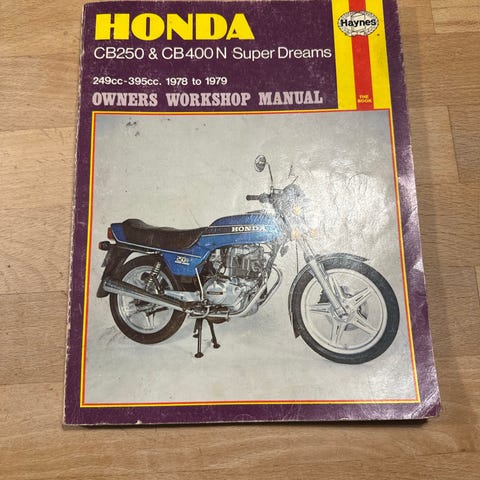 HONDA
Haynes
CB250 & CB400N Super Dreams
249cc-395cc. 1978 to 1979
OWNERS WORKSHOP MANUAL
THE
BOOK
HONDA